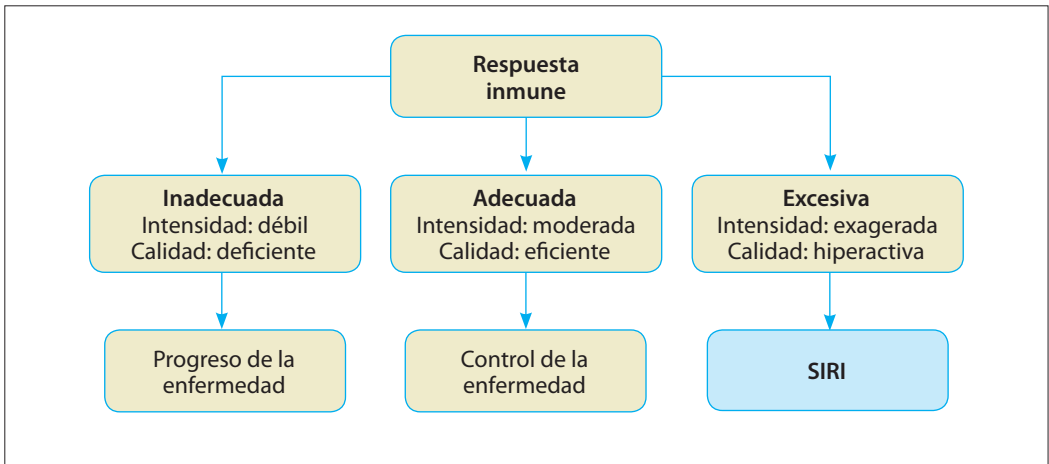 Respuesta
inmune
Inadecuada
Intensidad: débil
Calidad: deficiente
Adecuada
Intensidad: moderada
Calidad: eficiente
Excesiva
Intensidad: exagerada
Calidad: hiperactiva
Progreso de la
enfermedad
Control de la
enfermedad
SIRI